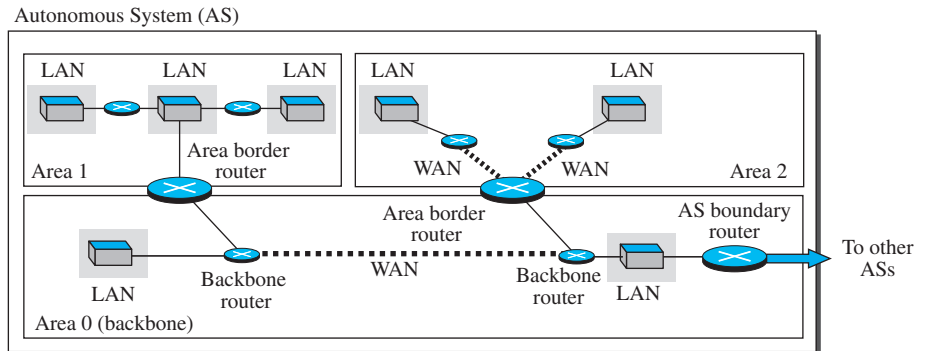 Autonomous System (AS)
LAN
LAN
LAN
Area border
router
Area 1
LAN
LAN
WAN
WAN
Area 2
Area border
router
LAN
Backbone
router
WAN
Backbone
router
LAN
AS boundary
router
To other
ASs
Area 0 (backbone)